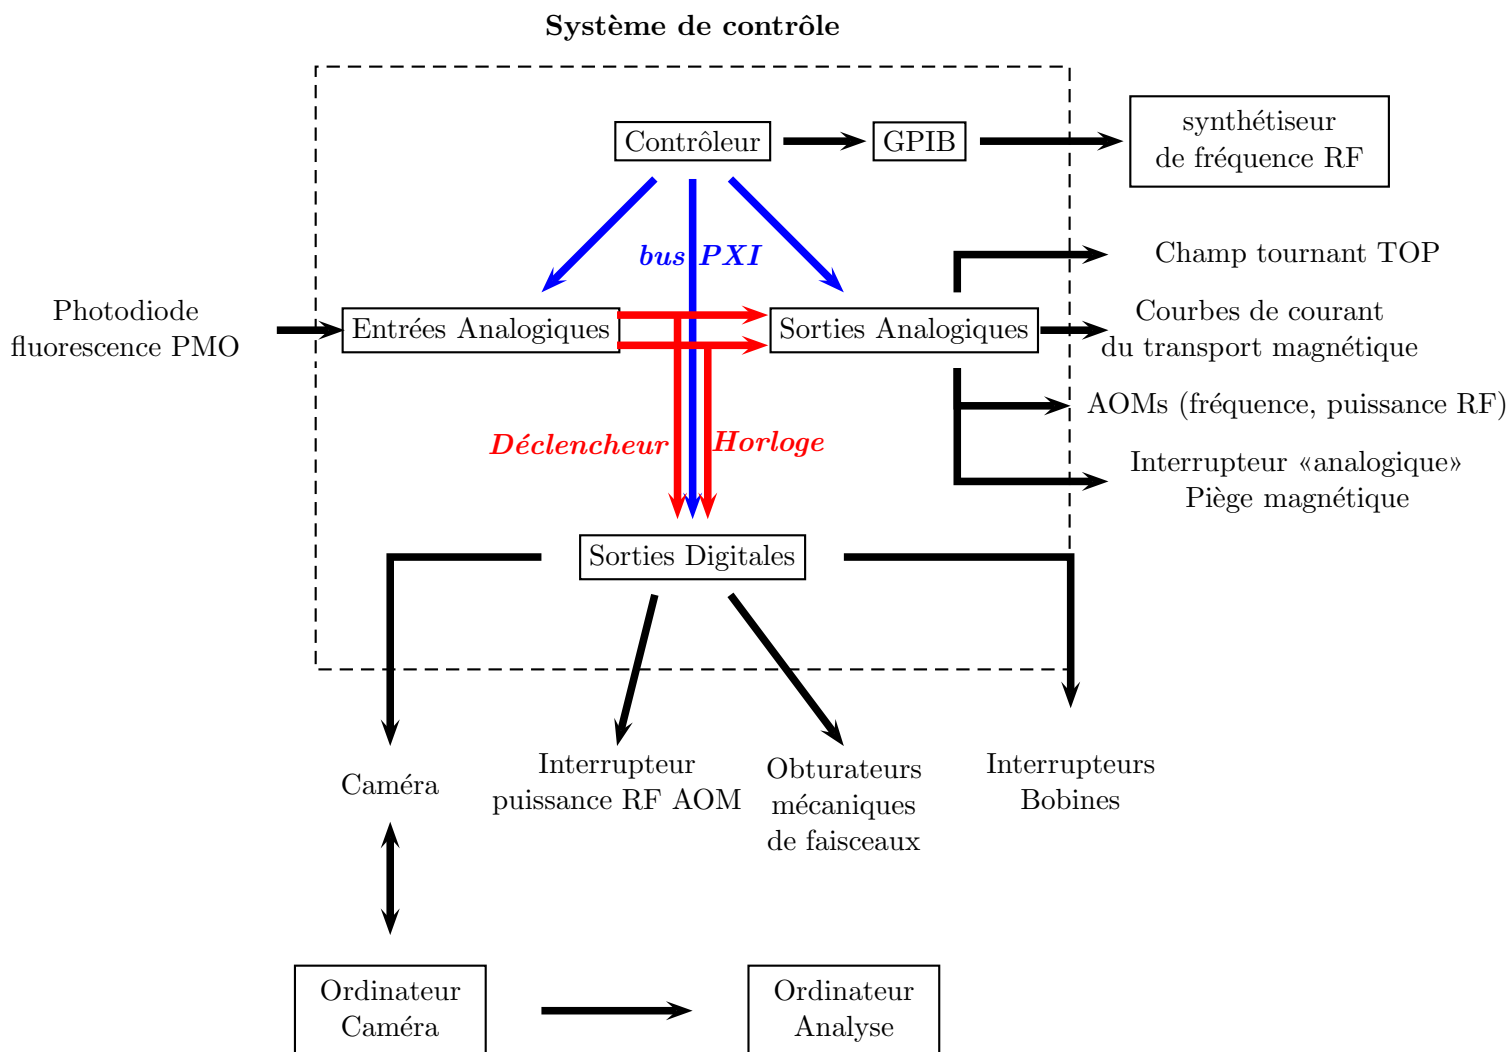 Système de contrôle
Contrôleur
GPIB
synthétiseur
de fréquence RF
bus PXI
Champ tournant TOP
Photodiode
fluorescence PMO
Entrées Analogiques
Sorties Analogiques
Courbes de courant
du transport magnétique
AOMs (fréquence, puissance RF)
Déclencheur
Horloge
Interrupteur «analogique»
Piège magnétique
Sorties Digitales
Caméra
Interrupteur
puissance RF AOM
Obturateurs
mécaniques
de faisceaux
Interrupteurs
Bobines
Ordinateur
Caméra
Ordinateur
Analyse